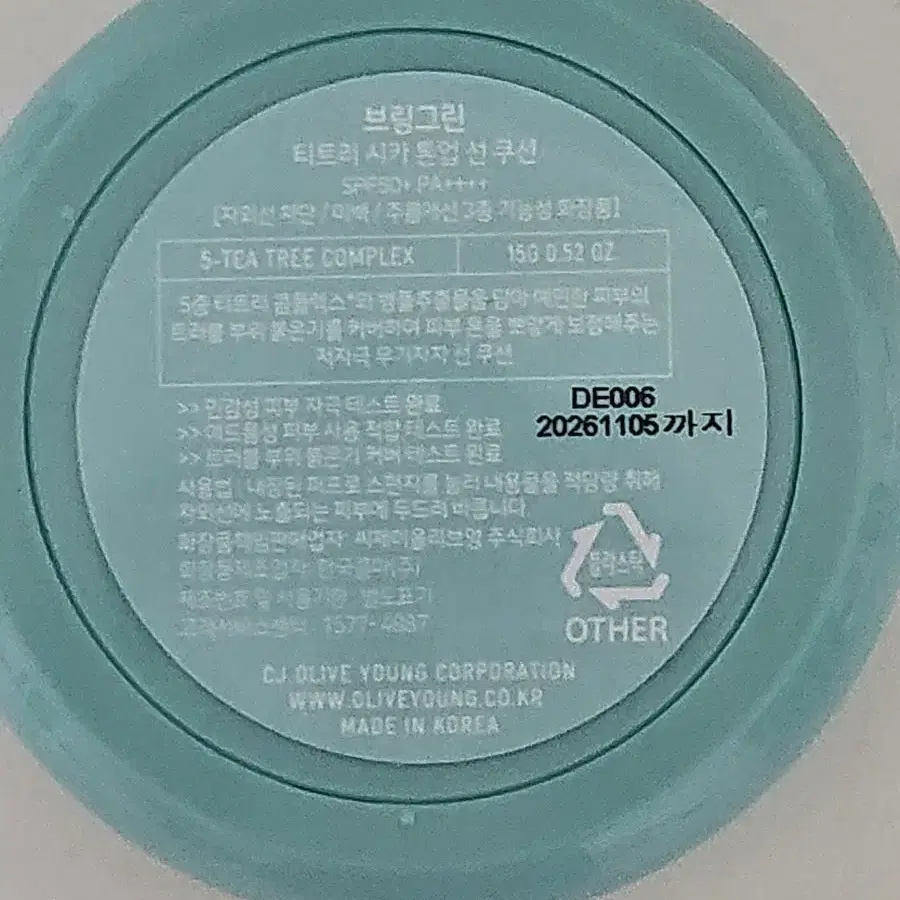 브링그린
티트리 시카 톤업 선 쿠션
SPF50+ PA++++
[자외선 차단 / 미백 / 주름개선 3중 기능성 화장품]
5-TEA TREE COMPLEX
15G 0.52 OZ.
5종 티트리 콤플렉스*와 병풀추출물을 담아 예민한 피부의
트러블 부위 붉은기를 커버하여 피부 톤을 뽀얗게 보정해주는
저자극 무기자차 선 쿠션
>> 민감성 피부 자극 테스트 완료
>> 여드름성 피부 사용 적합 테스트 완료
>> 트러블 부위 붉은기 커버 테스트 완료
DE006
20261105까지
사용법 내장된 퍼프로 스펀지를 눌러 내용물을 적당량 취해
자외선에 노출되는 피부에 두드려 바릅니다.
화장품책임판매업자 씨제이올리브영 주식회사
화장품제조업자 한국콜마(주)
제조번호 및 사용기한 별도표기
고객서비스센터 1577-4887
플라스틱
OTHER
CJ OLIVE YOUNG CORPORATION
WWW.OLIVEYOUNG.CO.KR
MADE IN KOREA